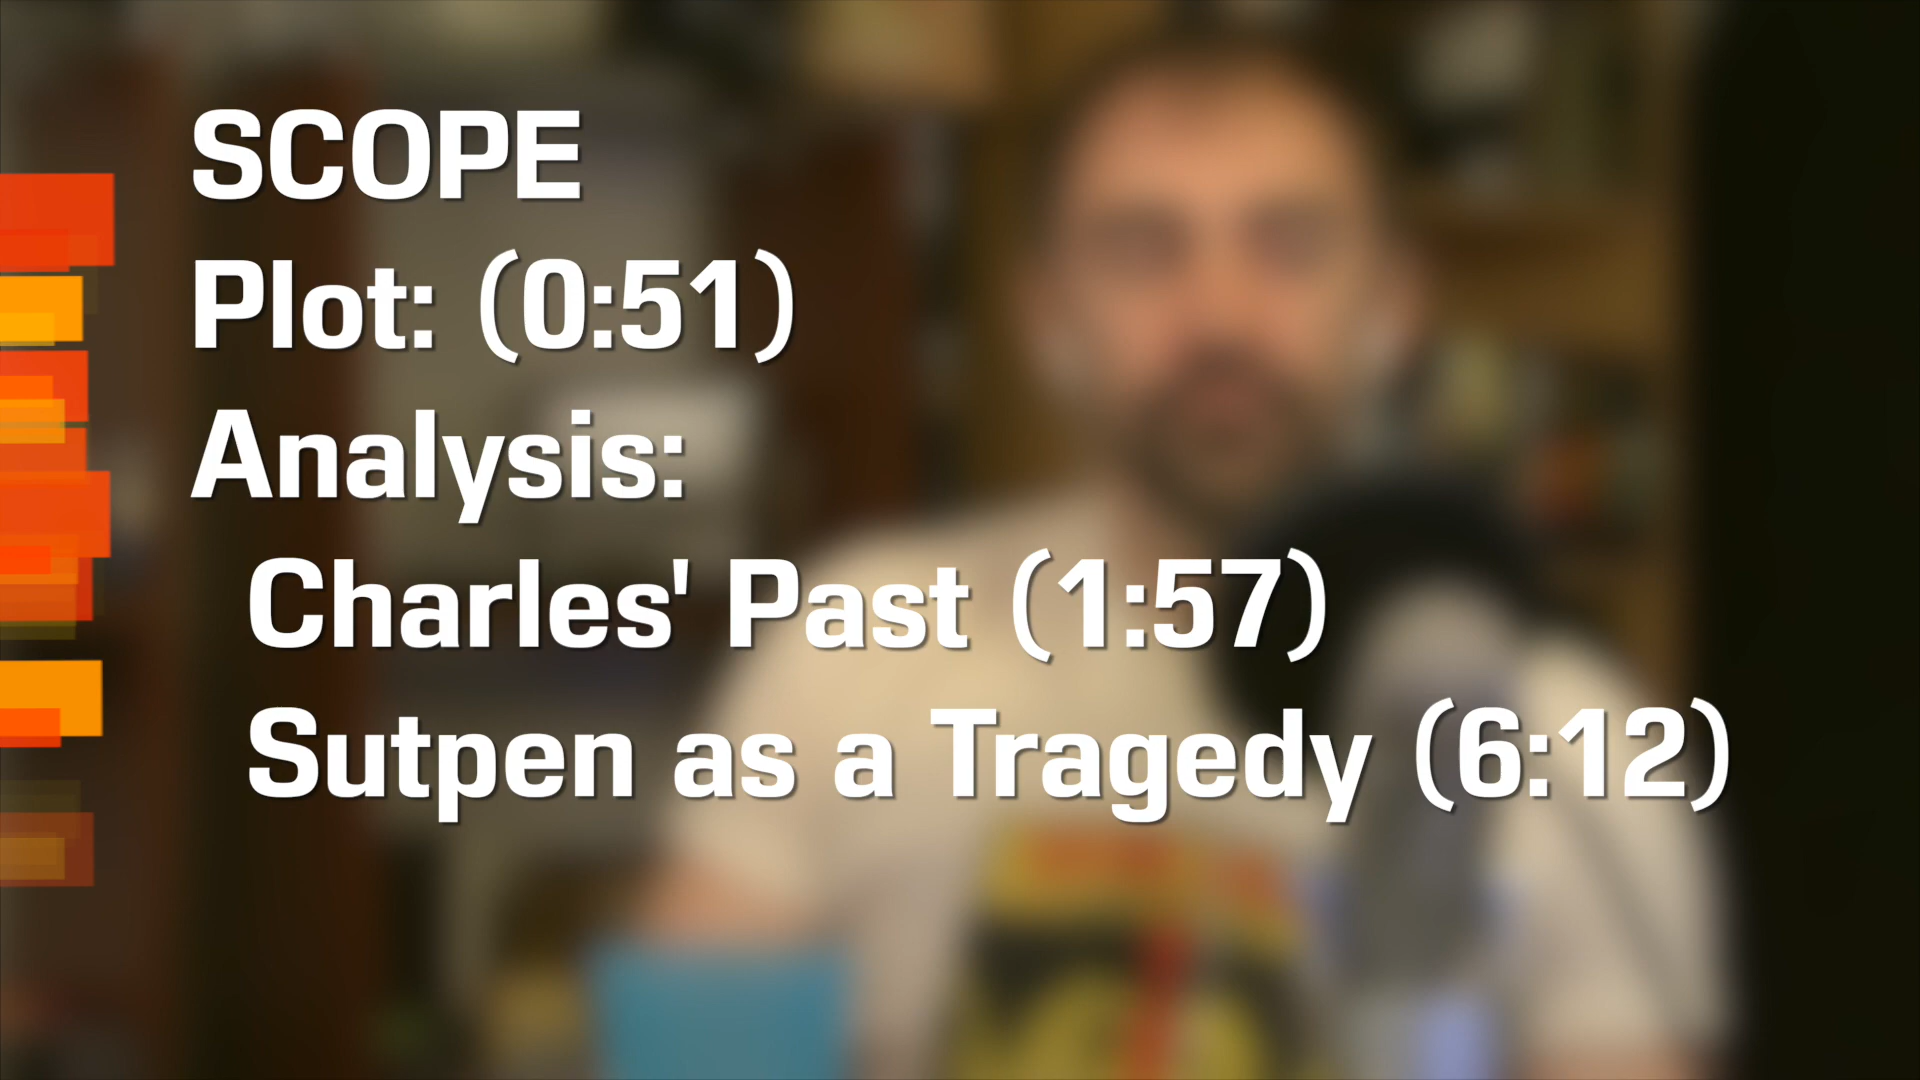 SCOPE
Plot: (0:51)
Analysis:
Charles' Past (1:57)
Sutpen as a Tragedy (6:12)